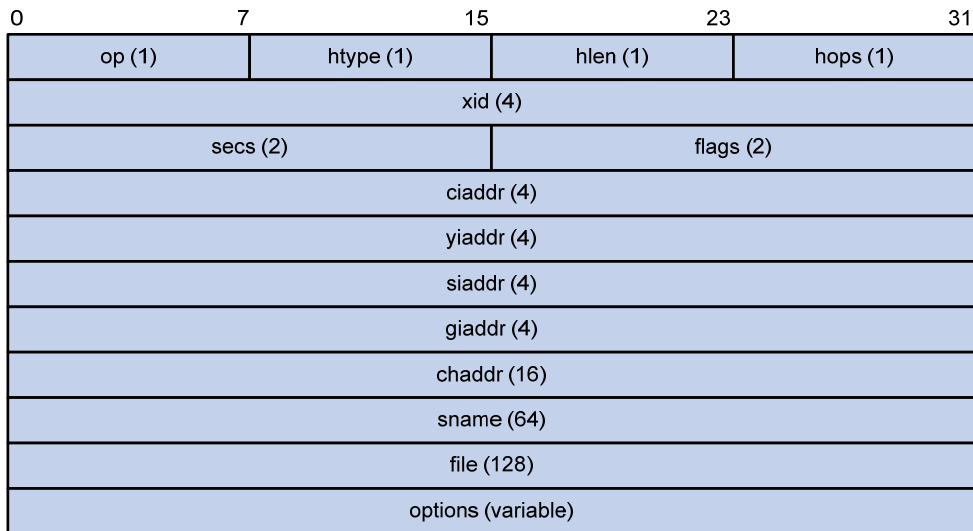 0 7 15 23 31
op (1) htype (1) hlen (1) hops (1)
xid (4)
secs (2) flags (2)
ciaddr (4)
yiaddr (4)
siaddr (4)
giaddr (4)
chaddr (16)
sname (64)
file (128)
options (variable)